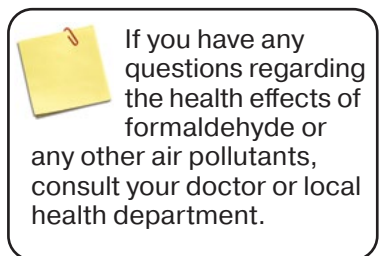 If you have any
questions regarding
the health effects of
formaldehyde or
any other air pollutants,
consult your doctor or local
health department.